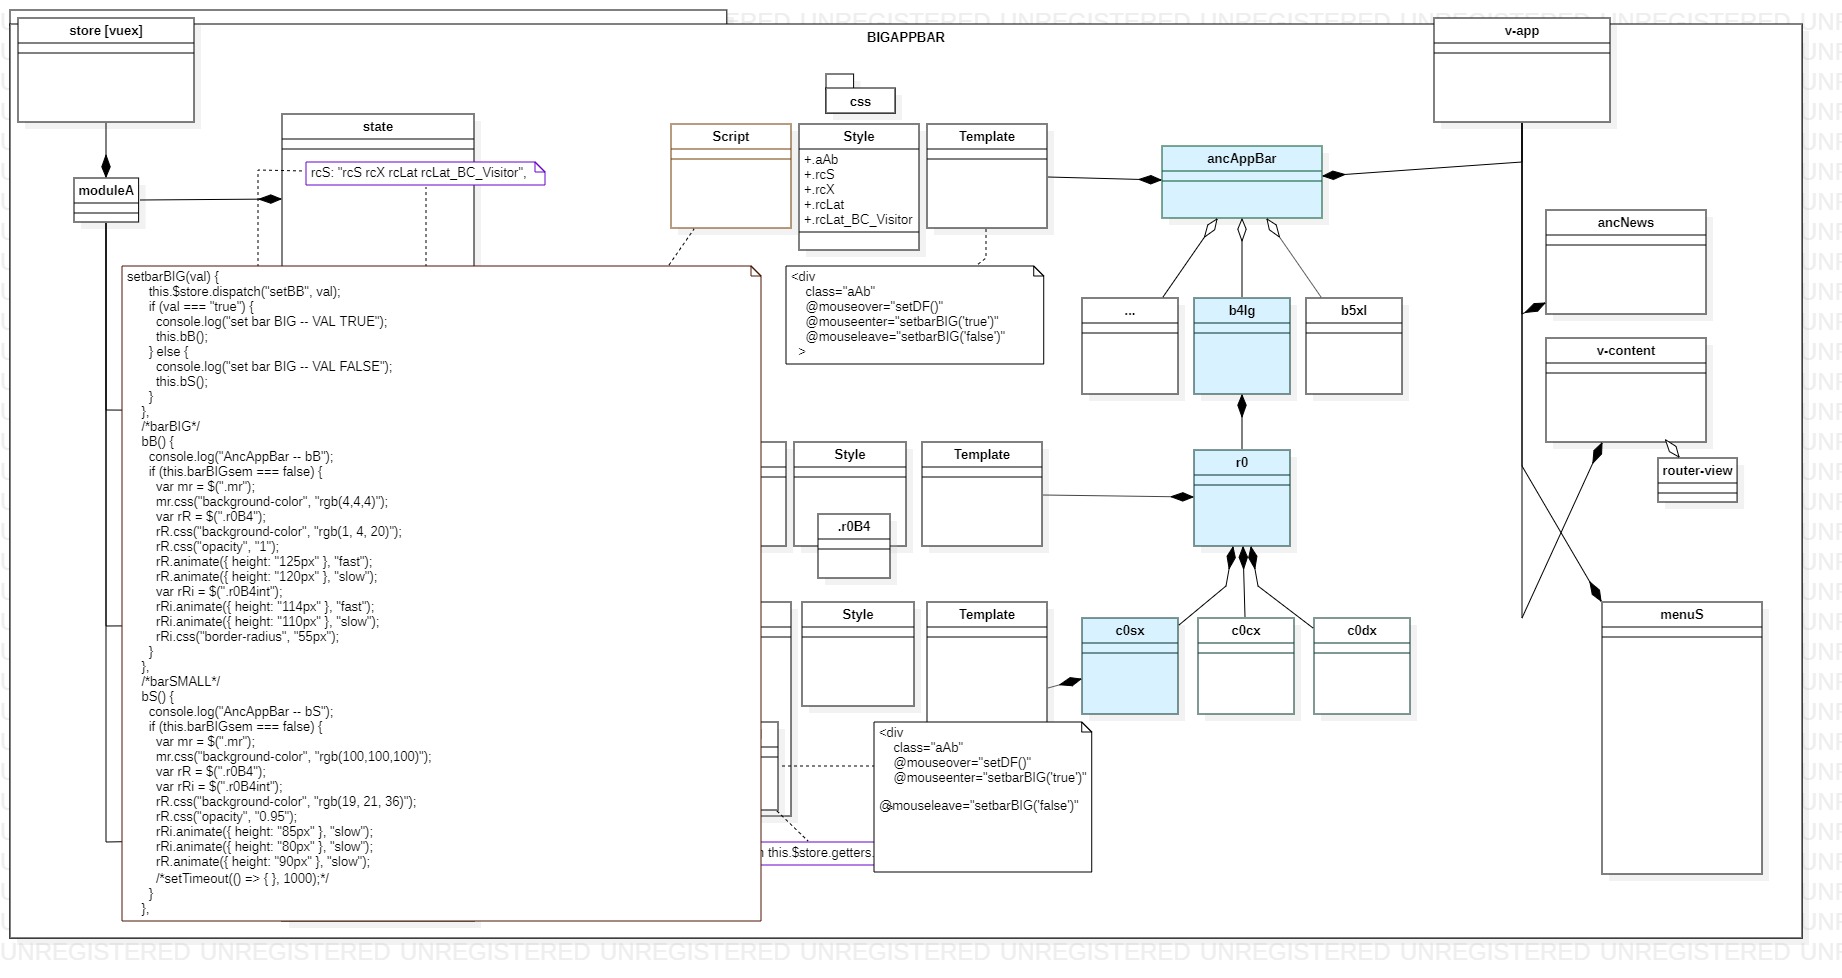 BIGAPPBAR
store [vuex]
v-app
css
state
Script
Style
Template
+.aAb
+.rcS
+.rcX
+.rcLat
+.rcLat_BC_Visitor
ancAppBar
rcS: "rcS rcX rcLat rcLat_BC_Visitor",
moduleA
ancNews
setbarBIG(val) {
this.$store.dispatch("setBB", val);
if (val === "true") {
console.log("set bar BIG -- VAL TRUE");
this.bB();
} else {
console.log("set bar BIG -- VAL FALSE");
this.bS();
}
},
/*barBIG*/
bB() {
console.log("AncAppBar -- bB");
if (this.barBIGsem === false) {
var mr = $(".mr");
mr.css("background-color", "rgb(4,4,4)");
var rR = $(".r0B4");
rR.css("background-color", "rgb(1, 4, 20)");
rR.css("opacity", "1");
rR.animate({ height: "125px" }, "fast");
rR.animate({ height: "120px" }, "slow");
var rRi = $(".r0B4int");
rRi.animate({ height: "114px" }, "fast");
rRi.animate({ height: "110px" }, "slow");
rRi.css("border-radius", "55px");
}
},
/*barSMALL*/
bS() {
console.log("AncAppBar -- bS");
if (this.barBIGsem === false) {
var mr = $(".mr");
mr.css("background-color", "rgb(100,100,100)");
var rR = $(".r0B4");
var rRi = $(".r0B4int");
rR.css("background-color", "rgb(19, 21, 36)");
rR.css("opacity", "0.95");
rRi.animate({ height: "85px" }, "slow");
rRi.animate({ height: "80px" }, "slow");
rR.animate({ height: "90px" }, "slow");
/*setTimeout(() => { }, 1000);*/
}
},
<div
class="aAb"
@mouseover="setDF()"
@mouseenter="setbarBIG('true')"
@mouseleave="setbarBIG('false')"
>
...
b4lg
b5xl
v-content
router-view
Style
Template
r0
.r0B4
Style
Template
c0sx
c0cx
c0dx
menuS
<div
class="aAb"
@mouseover="setDF()"
@mouseenter="setbarBIG('true')"
@mouseleave="setbarBIG('false')"
this.$store.getters.
UNREGISTERED UNREGISTERED UNREGISTERED UNREGISTERED UNREGISTERED UNREGISTERED UNREGISTERED UNREGISTERED UNREGISTERED